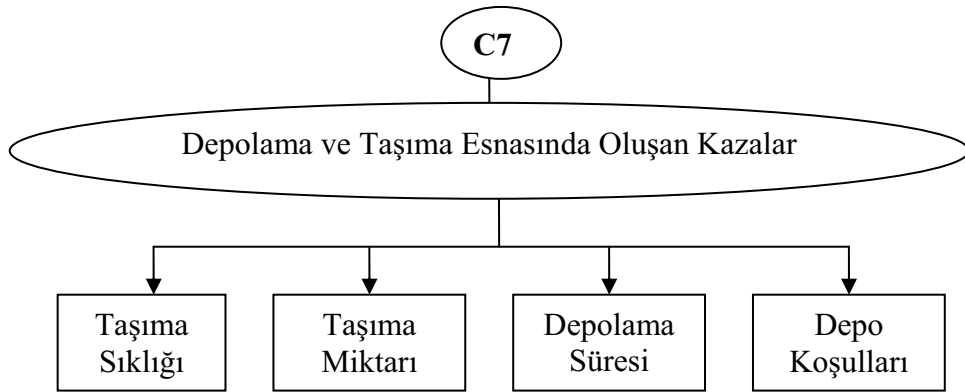 C7
Depolama ve Taşıma Esnasında Oluşan Kazalar
Taşıma
Sıklığı
Taşıma
Miktarı
Depolama
Süresi
Depo
Koşulları